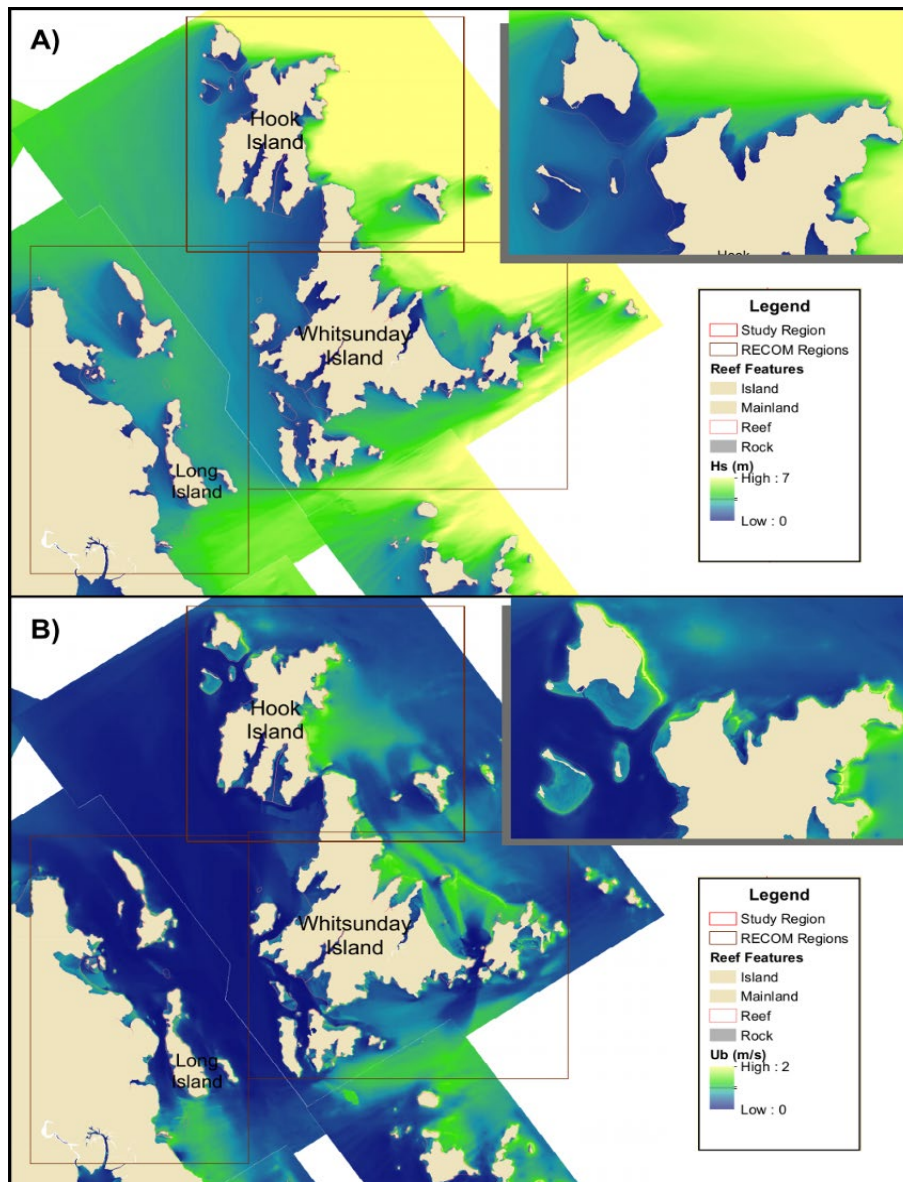 A)
Hook
Island
Whitsunday
Island
Long
Island
Legend
Study Region
RECOM Regions
Reef Features
Island
Mainland
Reef
Rock
Hs (m)
High : 7
Low : 0
B)
Hook
Island
Whitsunday
Island
Long
Island
Legend
Study Region
RECOM Regions
Reef Features
Island
Mainland
Reef
Rock
Ub (m/s)
High : 2
Low : 0